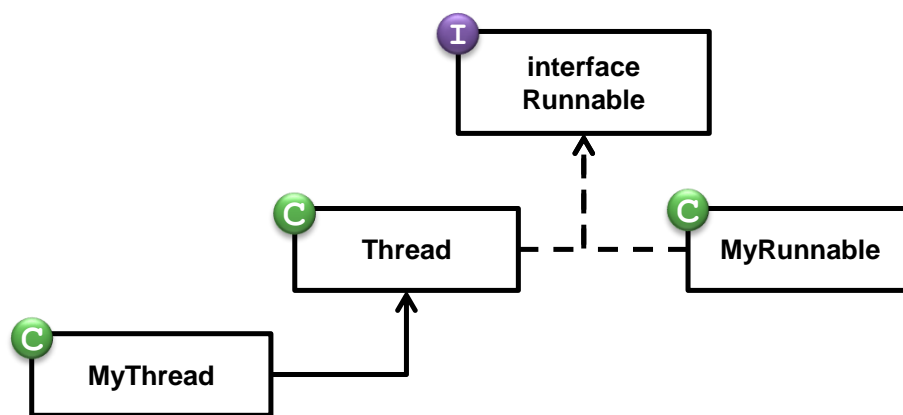 I
interface
Runnable
C
Thread
C
MyRunnable
C
MyThread